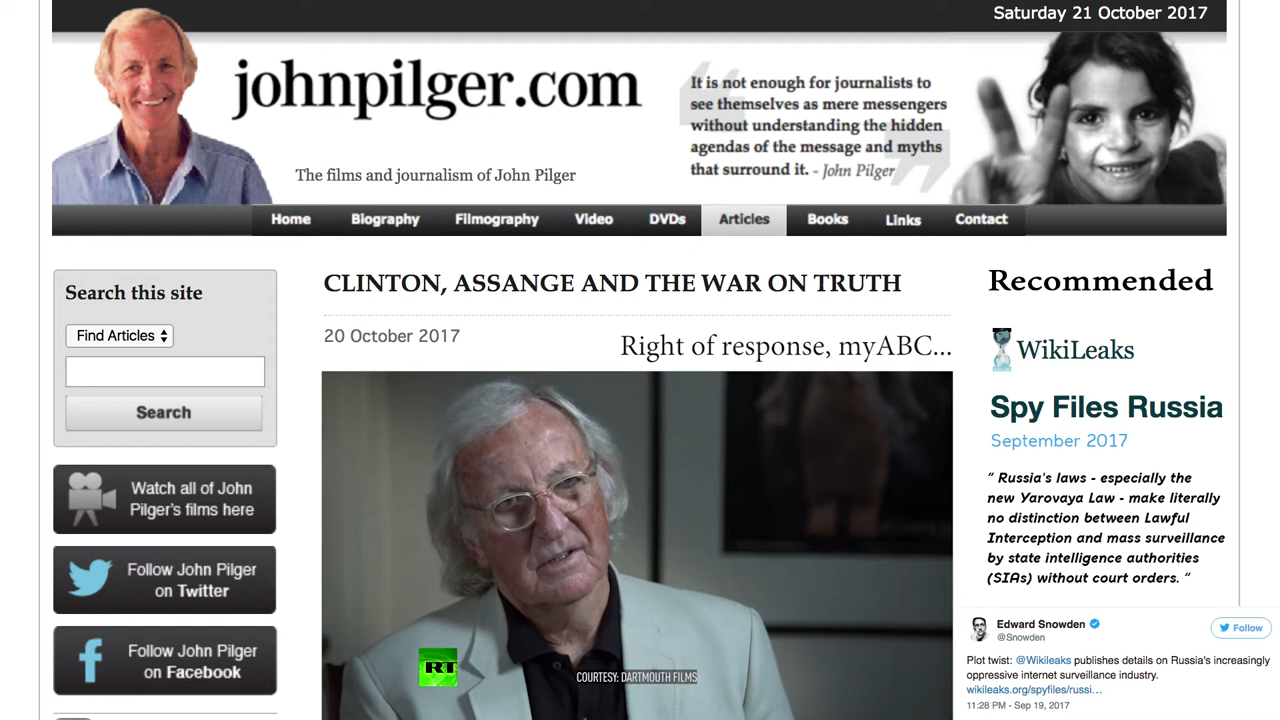 Saturday 21 October 2017
johnpilger.com
The films and journalism of John Pilger
It is not enough for journalists to
see themselves as mere messengers
without understanding the hidden
agendas of the message and myths
that surround it. - John Pilger
Home Biography Filmography Video DVDs Articles Books Links Contact
Search this site
Find Articles
Search
Watch all of John
Pilger's films here
Follow John Pilger
on Twitter
Follow John Pilger
on Facebook
CLINTON, ASSANGE AND THE WAR ON TRUTH
20 October 2017
Right of response, myABC...
RT
COURTESY: DARTMOUTH FILMS
Recommended
WikiLeaks
Spy Files Russia
September 2017
" Russia's laws - especially the
new Yarovaya Law - make literally
no distinction between Lawful
Interception and mass surveillance
by state intelligence authorities
(SIAs) without court orders. "
Edward Snowden
@Snowden
Follow
Plot twist: @Wikileaks publishes details on Russia's increasingly
oppressive internet surveillance industry.
wikileaks.org/spyfiles/russi...
11:28 PM - Sep 19, 2017